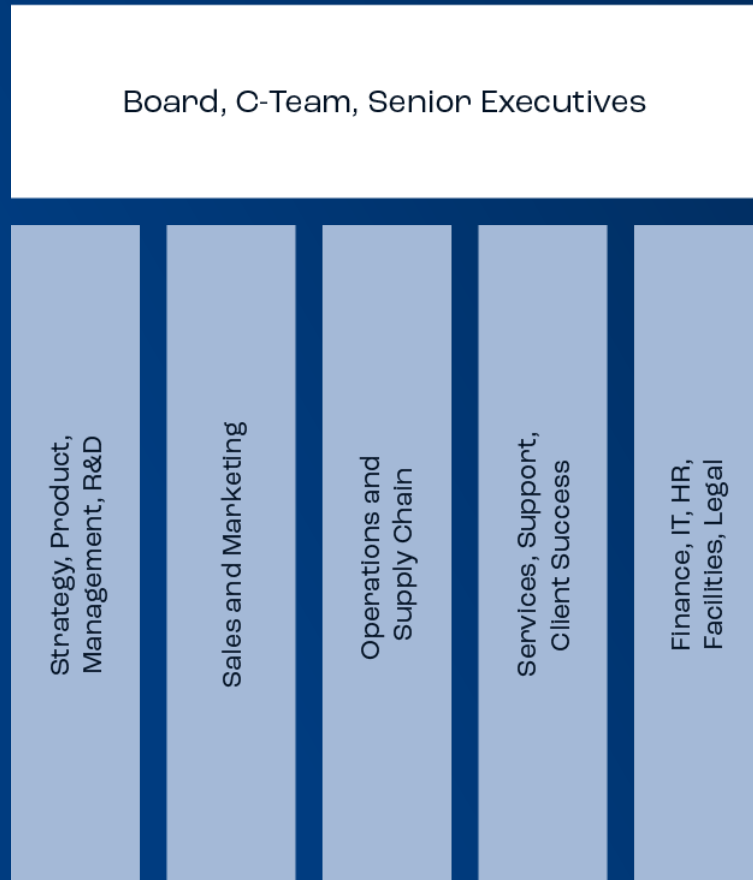 Board, C-Team, Senior Executives
Strategy, Product,
Management, R&D
Sales and Marketing
Operations and
Supply Chain
Services, Support,
Client Success
Finance, IT, HR,
Facilities, Legal